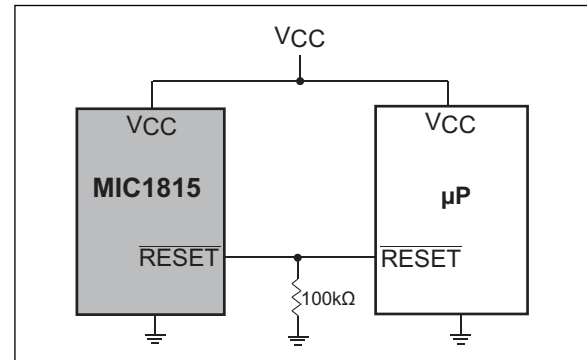 VCC
VCC
VCC
MIC1815
µP
RESET
RESET
100kΩ